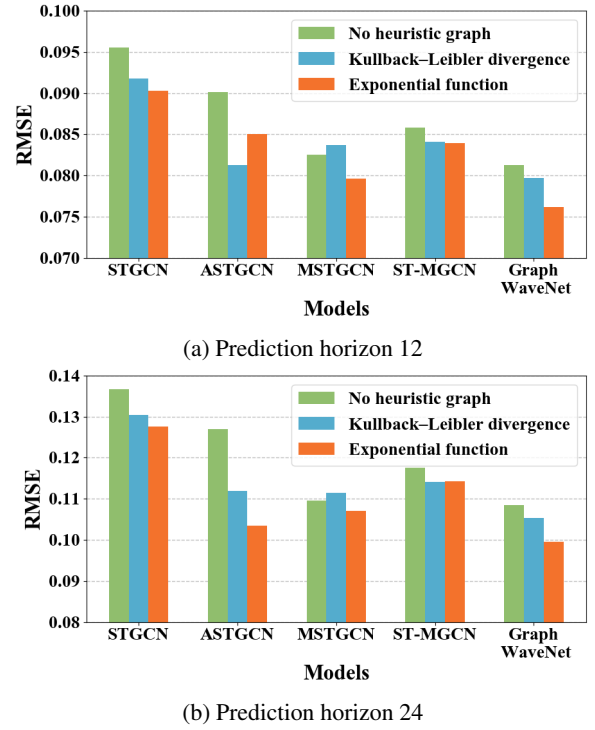 0.100
0.095
0.090
0.085
0.080
0.075
0.070
RMSE
No heuristic graph
Kullback–Leibler divergence
Exponential function
STGCN ASTGCN MSTGCN ST-MGCN Graph
WaveNet
Models
(a) Prediction horizon 12
0.14
0.13
0.12
0.11
0.10
0.09
0.08
RMSE
No heuristic graph
Kullback–Leibler divergence
Exponential function
STGCN ASTGCN MSTGCN ST-MGCN Graph
WaveNet
Models
(b) Prediction horizon 24